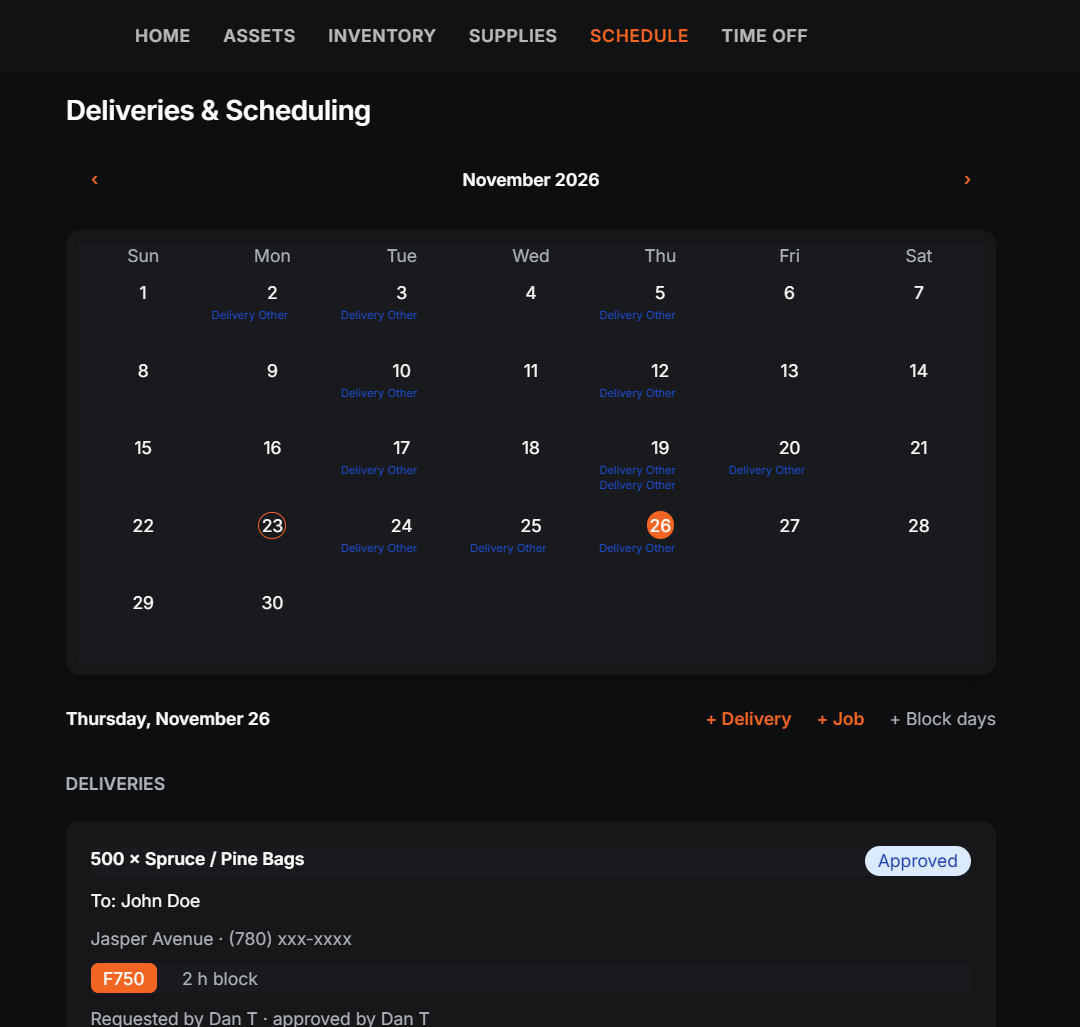 HOME ASSETS INVENTORY SUPPLIES SCHEDULE TIME OFF
Deliveries & Scheduling
‹ November 2026 ›
Sun Mon Tue Wed Thu Fri Sat
1 2 3 4 5 6 7
Delivery Other Delivery Other Delivery Other
8 9 10 11 12 13 14
Delivery Other Delivery Other
15 16 17 18 19 20 21
Delivery Other Delivery Other Delivery Other
Delivery Other
22 23 24 25 26 27 28
Delivery Other Delivery Other Delivery Other
29 30
Thursday, November 26 + Delivery + Job + Block days
DELIVERIES
500 × Spruce / Pine Bags Approved
To: John Doe
Jasper Avenue · (780) xxx-xxxx
F750 2 h block
Requested by Dan T · approved by Dan T